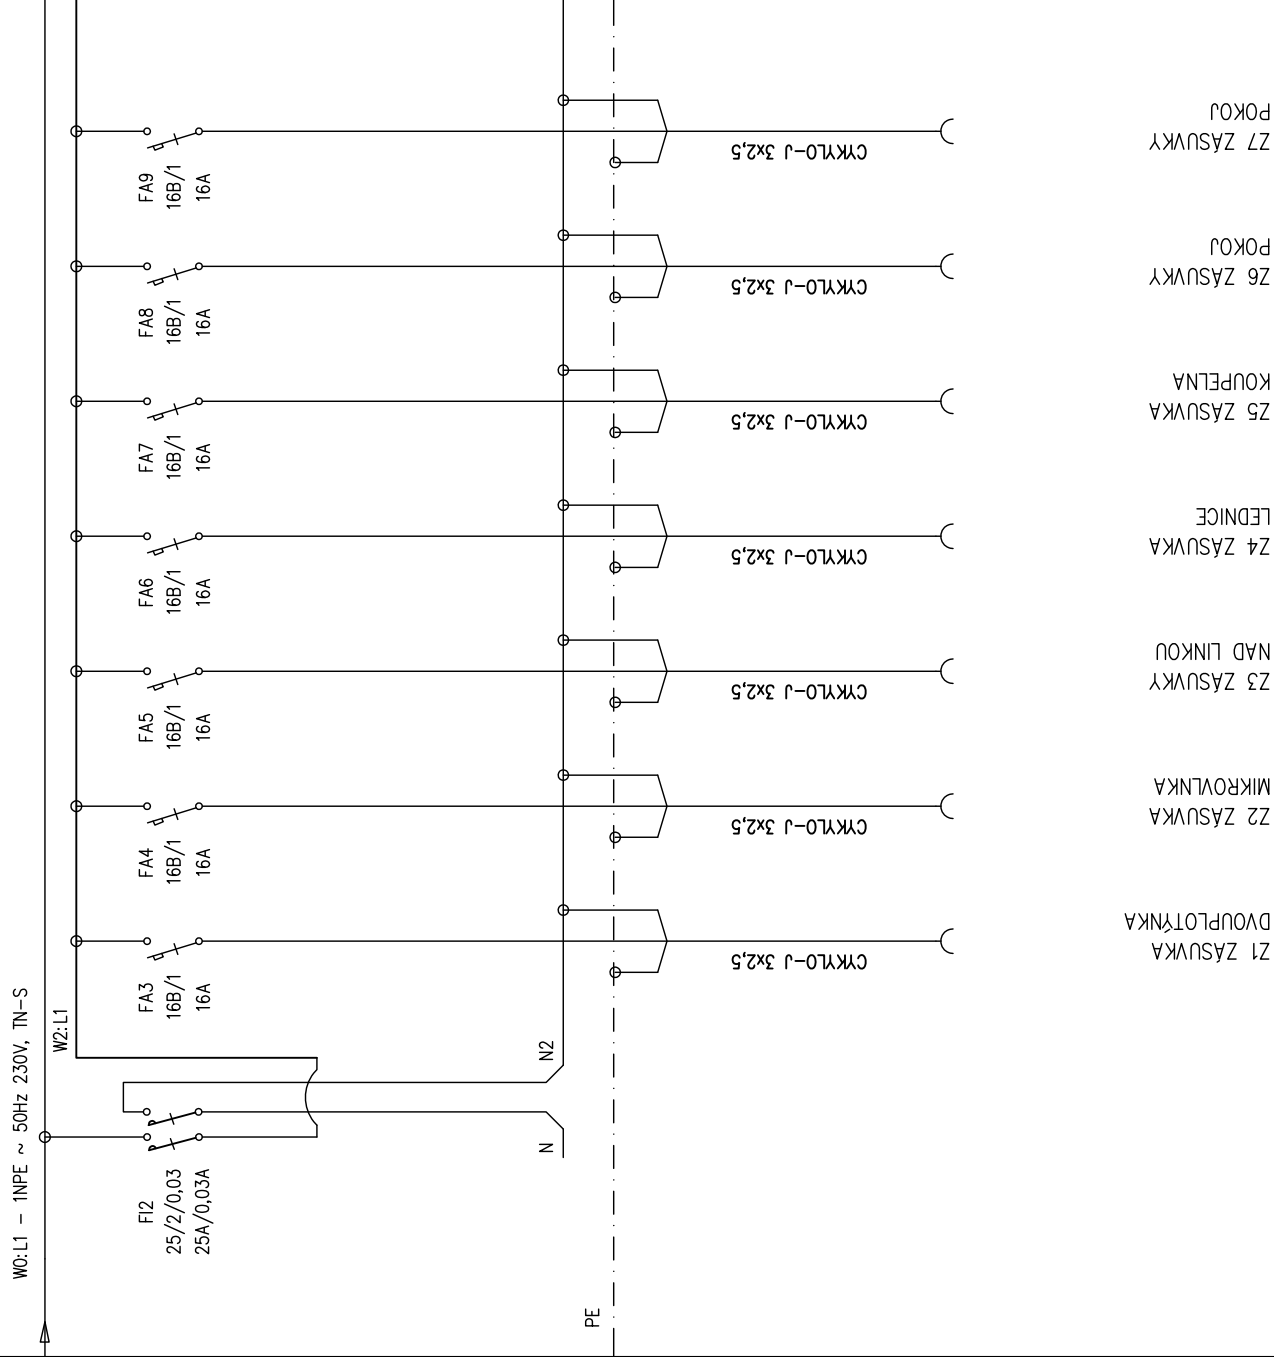 W0:L1 - 1NPE ~ 50Hz 230V, TN-S
W2:L1
FI2
25/2/0,03
25A/0,03A
N
N2
PE
FA3
16B/1
16A
CYKYLO-J 3x2,5
Z1 ZÁSUVKA
DVOUPLOTÝNKA
FA4
16B/1
16A
CYKYLO-J 3x2,5
Z2 ZÁSUVKA
MIKROVLNKA
FA5
16B/1
16A
CYKYLO-J 3x2,5
Z3 ZÁSUVKY
NAD LINKOU
FA6
16B/1
16A
CYKYLO-J 3x2,5
Z4 ZÁSUVKA
LEDNICE
FA7
16B/1
16A
CYKYLO-J 3x2,5
Z5 ZÁSUVKA
KOUPELNA
FA8
16B/1
16A
CYKYLO-J 3x2,5
Z6 ZÁSUVKY
POKOJ
FA9
16B/1
16A
CYKYLO-J 3x2,5
Z7 ZÁSUVKY
POKOJ